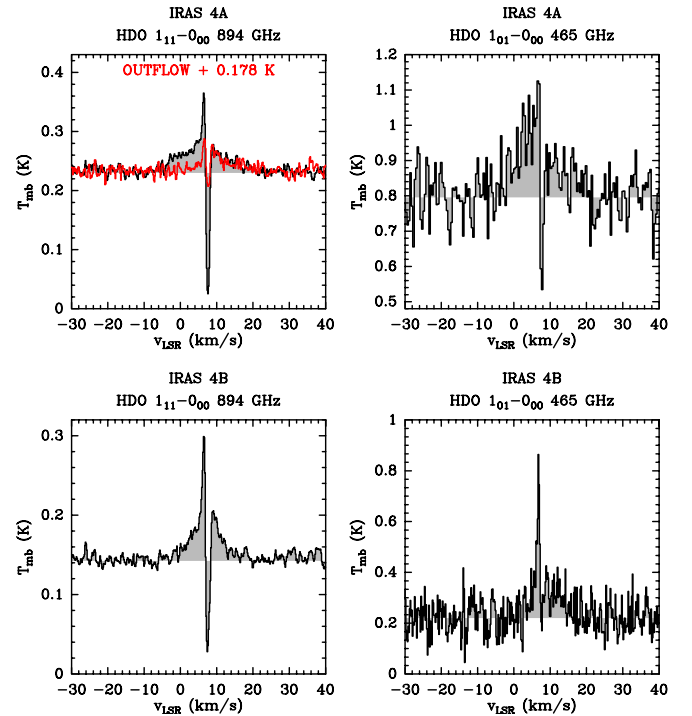 IRAS 4A
HDO 1₁₁−0₀₀ 894 GHz
OUTFLOW + 0.178 K
0.4
0.3
0.2
0.1
0
T_mb (K)
−30 −20 −10 0 10 20 30 40
v_LSR (km/s)
IRAS 4A
HDO 1₀₁−0₀₀ 465 GHz
1.3
1.2
1.1
1
0.9
0.8
0.7
0.6
0.5
T_mb (K)
−30 −20 −10 0 10 20 30 40
v_LSR (km/s)
IRAS 4B
HDO 1₁₁−0₀₀ 894 GHz
0.3
0.2
0.1
0
T_mb (K)
−30 −20 −10 0 10 20 30 40
v_LSR (km/s)
IRAS 4B
HDO 1₀₁−0₀₀ 465 GHz
1
0.8
0.6
0.4
0.2
0
T_mb (K)
−30 −20 −10 0 10 20 30 40
v_LSR (km/s)